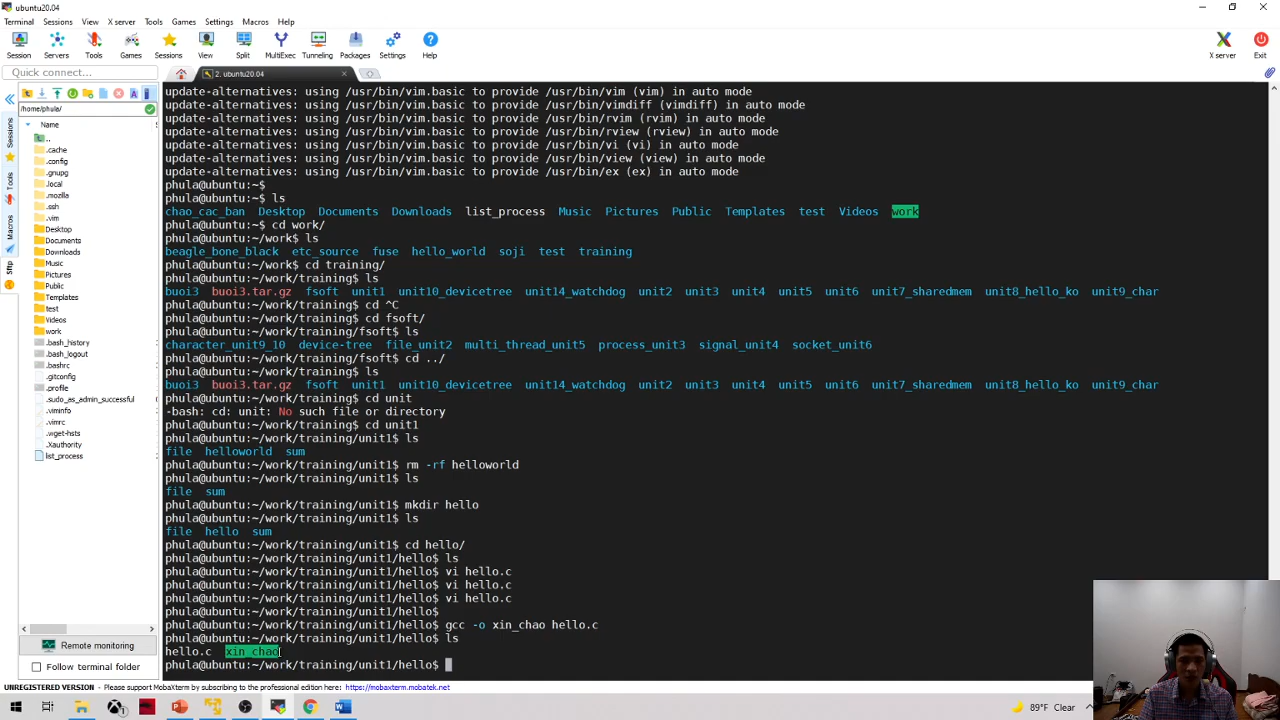 ubuntu20.04
Terminal Sessions View X server Tools Games Settings Macros Help
Session Servers Tools Games Sessions View Split MultiExec Tunneling Packages Settings Help X server Exit
Quick connect...
2. ubuntu20.04
/home/phula/
Name
..
.cache
.config
.gnupg
.local
.mozilla
.ssh
.vim
Desktop
Documents
Downloads
Music
Pictures
Public
Templates
test
Videos
work
.bash_history
.bash_logout
.bashrc
.gitconfig
.profile
.sudo_as_admin_successful
.viminfo
.vimrc
.wget-hsts
.Xauthority
list_process
Sessions
Tools
Macros
Sftp
Remote monitoring
Follow terminal folder
update-alternatives: using /usr/bin/vim.basic to provide /usr/bin/vim (vim) in auto mode
update-alternatives: using /usr/bin/vim.basic to provide /usr/bin/vimdiff (vimdiff) in auto mode
update-alternatives: using /usr/bin/vim.basic to provide /usr/bin/rvim (rvim) in auto mode
update-alternatives: using /usr/bin/vim.basic to provide /usr/bin/rview (rview) in auto mode
update-alternatives: using /usr/bin/vim.basic to provide /usr/bin/vi (vi) in auto mode
update-alternatives: using /usr/bin/vim.basic to provide /usr/bin/view (view) in auto mode
update-alternatives: using /usr/bin/vim.basic to provide /usr/bin/ex (ex) in auto mode
phula@ubuntu:~$
phula@ubuntu:~$ ls
chao_cac_ban Desktop Documents Downloads list_process Music Pictures Public Templates test Videos work
phula@ubuntu:~$ cd work/
phula@ubuntu:~/work$ ls
beagle_bone_black etc_source fuse hello_world soji test training
phula@ubuntu:~/work$ cd training/
phula@ubuntu:~/work/training$ ls
buoi3 buoi3.tar.gz fsoft unit1 unit10_devicetree unit14_watchdog unit2 unit3 unit4 unit5 unit6 unit7_sharedmem unit8_hello_ko unit9_char
phula@ubuntu:~/work/training$ cd ^C
phula@ubuntu:~/work/training$ cd fsoft/
phula@ubuntu:~/work/training/fsoft$ ls
character_unit9_10 device-tree file_unit2 multi_thread_unit5 process_unit3 signal_unit4 socket_unit6
phula@ubuntu:~/work/training/fsoft$ cd ../
phula@ubuntu:~/work/training$ ls
buoi3 buoi3.tar.gz fsoft unit1 unit10_devicetree unit14_watchdog unit2 unit3 unit4 unit5 unit6 unit7_sharedmem unit8_hello_ko unit9_char
phula@ubuntu:~/work/training$ cd unit
-bash: cd: unit: No such file or directory
phula@ubuntu:~/work/training$ cd unit1
phula@ubuntu:~/work/training/unit1$ ls
file helloworld sum
phula@ubuntu:~/work/training/unit1$ rm -rf helloworld
phula@ubuntu:~/work/training/unit1$ ls
file sum
phula@ubuntu:~/work/training/unit1$ mkdir hello
phula@ubuntu:~/work/training/unit1$ ls
file hello sum
phula@ubuntu:~/work/training/unit1$ cd hello/
phula@ubuntu:~/work/training/unit1/hello$ ls
phula@ubuntu:~/work/training/unit1/hello$ vi hello.c
phula@ubuntu:~/work/training/unit1/hello$ vi hello.c
phula@ubuntu:~/work/training/unit1/hello$ vi hello.c
phula@ubuntu:~/work/training/unit1/hello$
phula@ubuntu:~/work/training/unit1/hello$ gcc -o xin_chao hello.c
phula@ubuntu:~/work/training/unit1/hello$ ls
hello.c xin_chao
phula@ubuntu:~/work/training/unit1/hello$
UNREGISTERED VERSION - Please support MobaXterm by subscribing to the professional edition here: https://mobaxterm.mobatek.net
89°F Clear